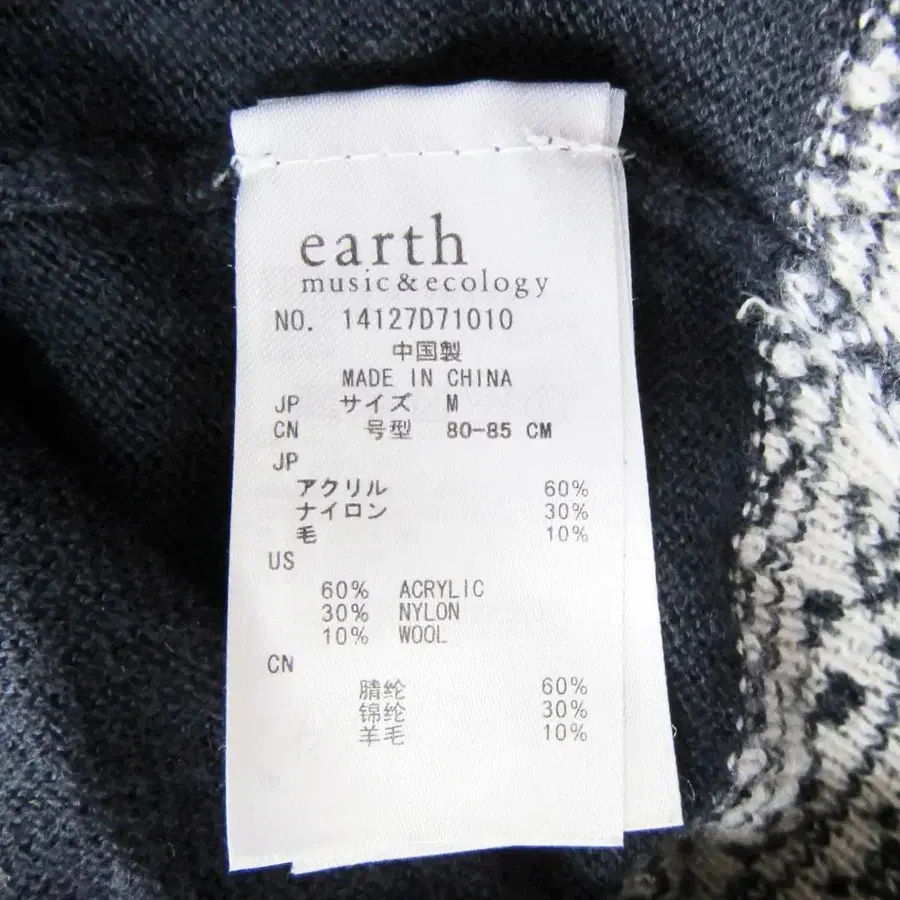 earth
music&ecology
NO. 14127D71010
中国製
MADE IN CHINA
JP サイズ M
CN 号型 80-85 CM
JP
アクリル 60%
ナイロン 30%
毛 10%
US
60% ACRYLIC
30% NYLON
10% WOOL
CN
腈纶 60%
锦纶 30%
羊毛 10%